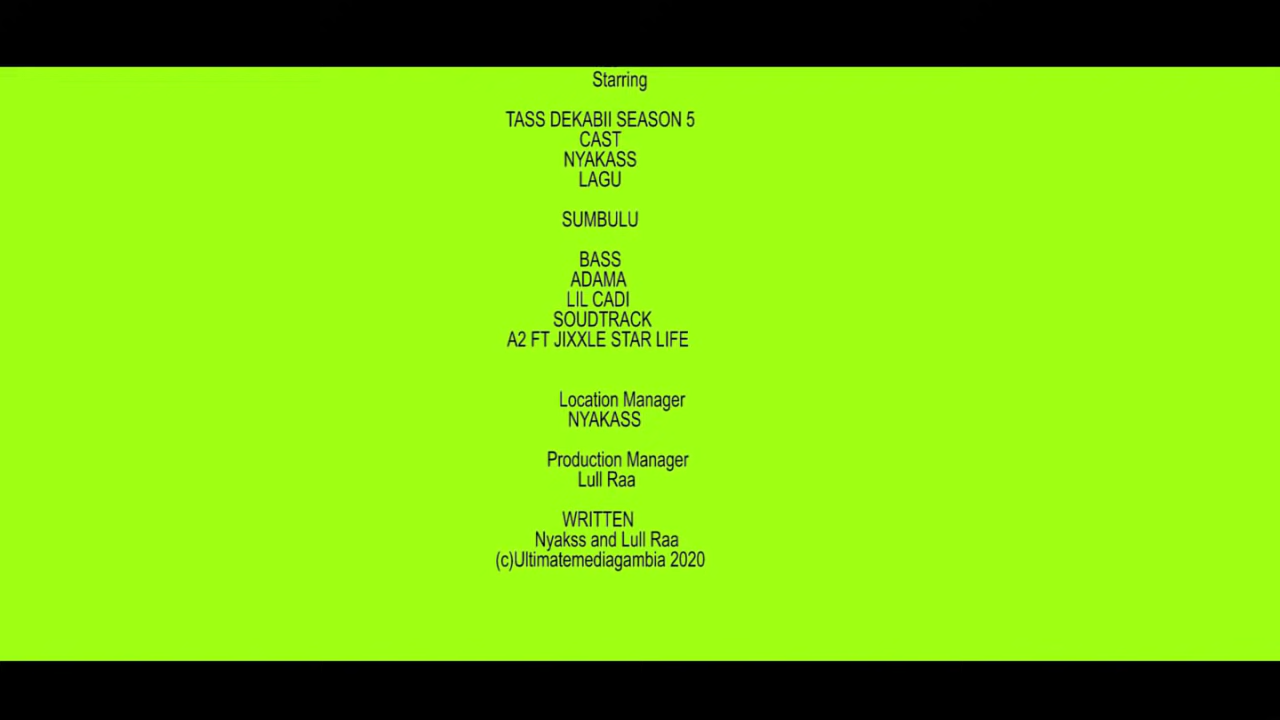 Starring
TASS DEKABII SEASON 5
CAST
NYAKASS
LAGU
SUMBULU
BASS
ADAMA
LIL CADI
SOUDTRACK
A2 FT JIXXLE STAR LIFE
Location Manager
NYAKASS
Production Manager
Lull Raa
WRITTEN
Nyakss and Lull Raa
(c)Ultimatemediagambia 2020